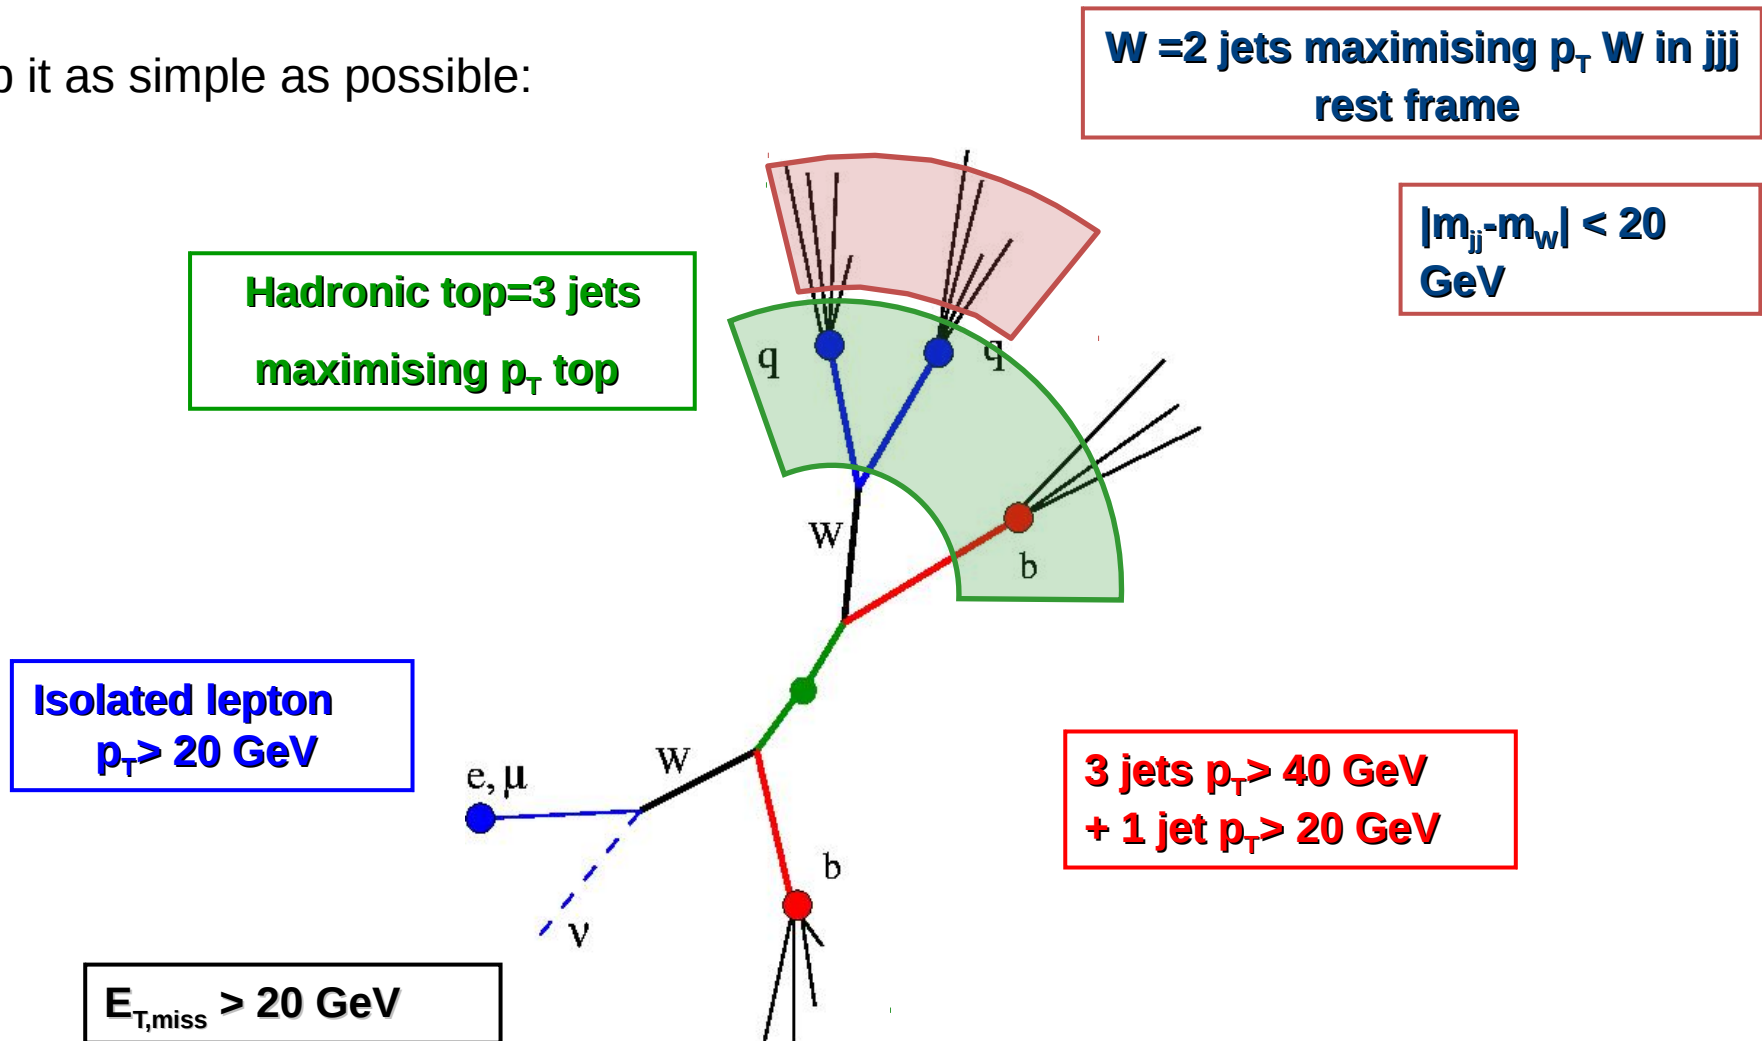 it as simple as possible:
W =2 jets maximising pT W in jjj
rest frame
|mjj-mW| < 20
GeV
Hadronic top=3 jets
maximising pT top
q
q
W
b
Isolated lepton
pT> 20 GeV
W
e, μ
3 jets pT> 40 GeV
+ 1 jet pT> 20 GeV
b
ν
ET,miss > 20 GeV